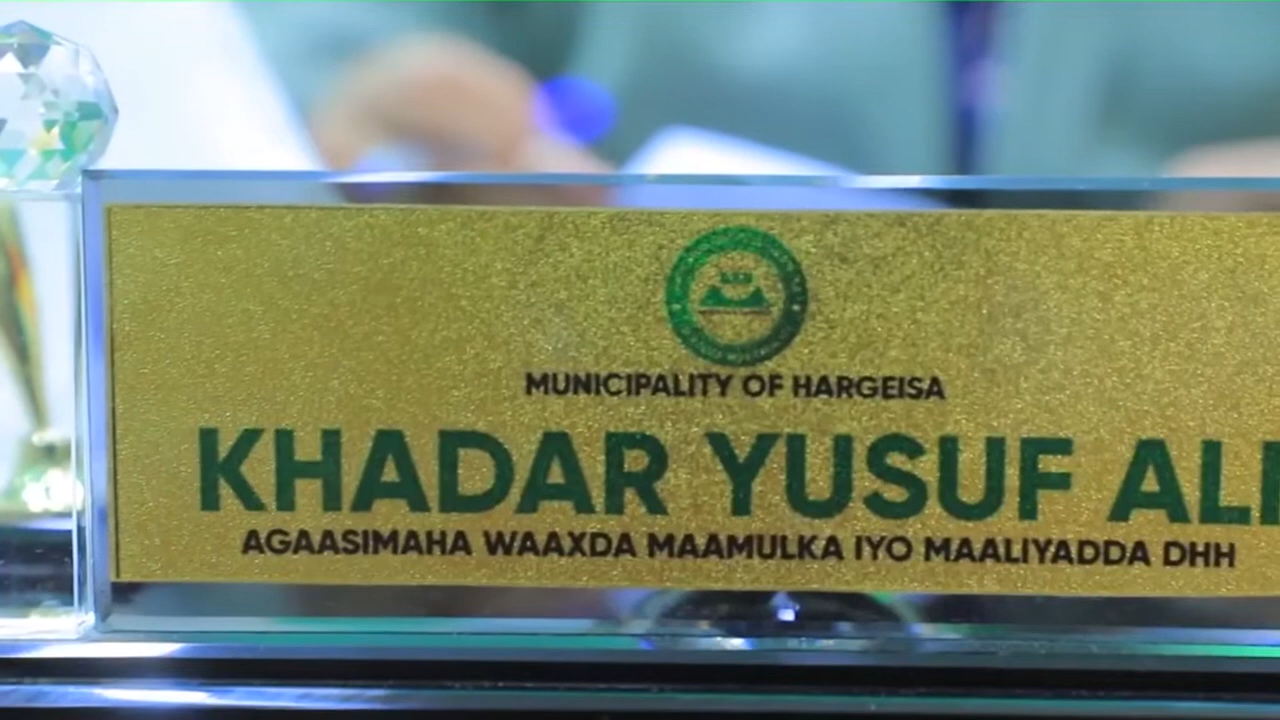 MUNICIPALITY OF HARGEISA
KHADAR YUSUF ALI
AGAASIMAHA WAAXDA MAAMULKA IYO MAALIYADDA DHH